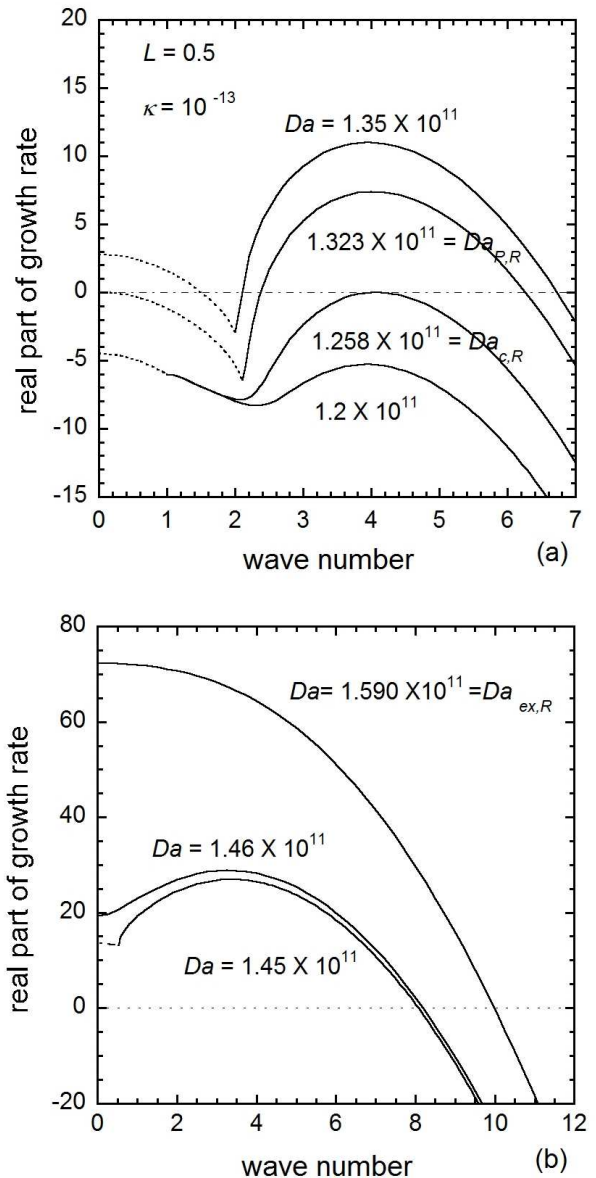 20
15
10
5
0
-5
-10
-15
real part of growth rate
L = 0.5
κ = 10 -13
Da = 1.35 X 10 11
1.323 X 10 11 = Da P,R
1.258 X 10 11 = Da c,R
1.2 X 10 11
0 1 2 3 4 5 6 7
wave number
(a)
80
60
40
20
0
-20
real part of growth rate
Da= 1.590 X10 11 =Da ex,R
Da = 1.46 X 10 11
Da = 1.45 X 10 11
0 2 4 6 8 10 12
wave number
(b)